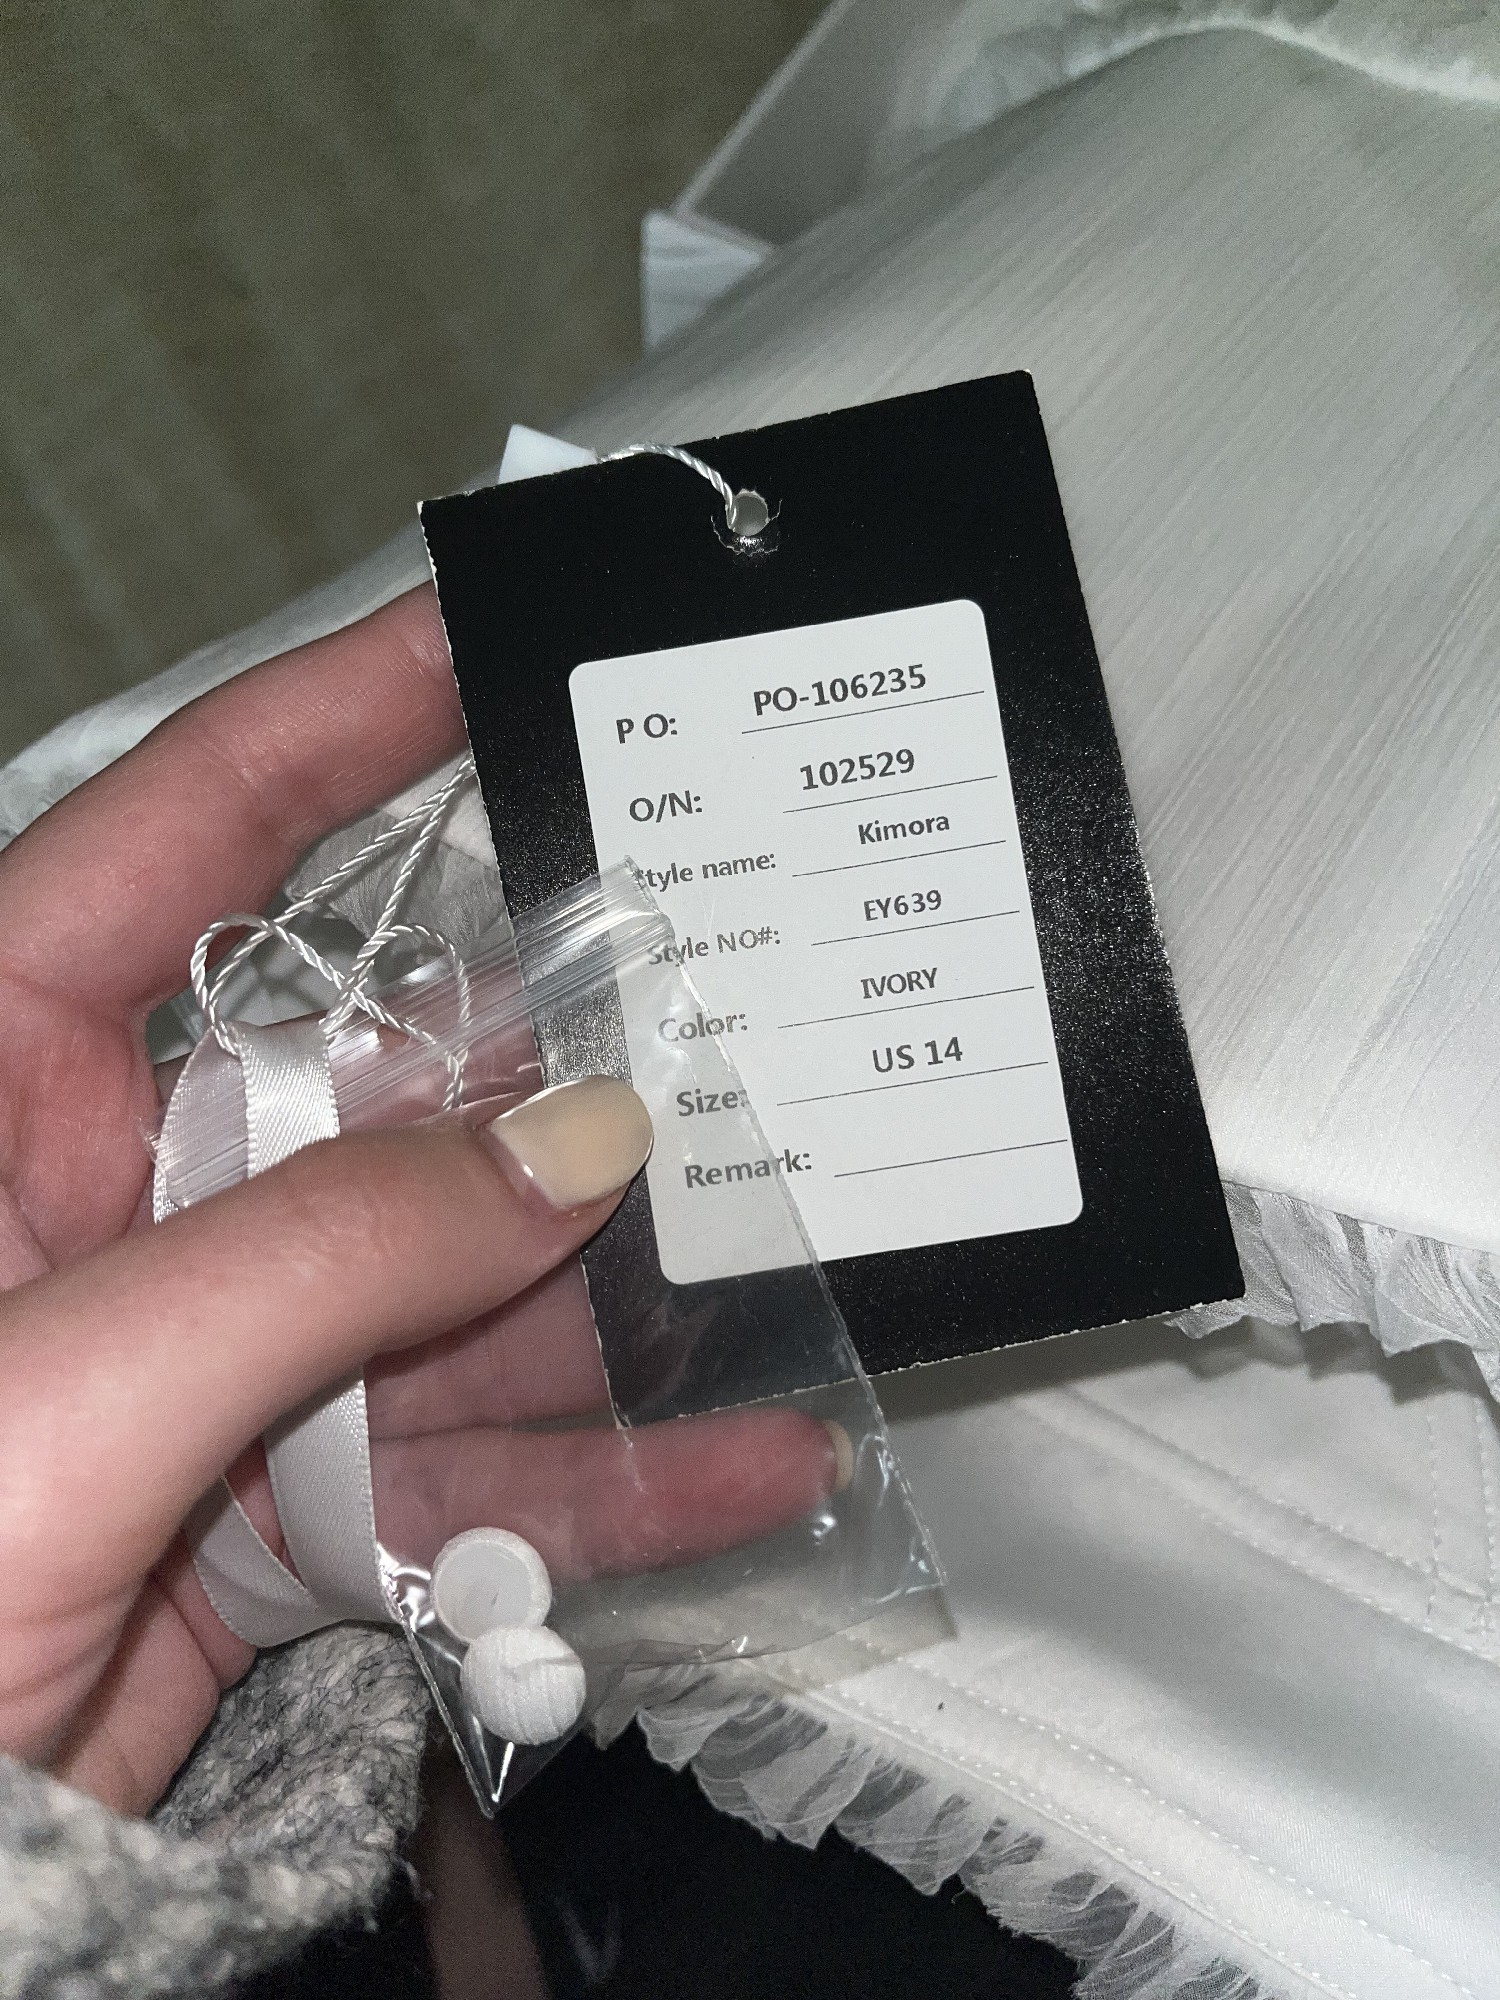 P O: PO-106235
O/N: 102529
Style name: Kimora
Style NO#: EY639
Color: IVORY
Size: US 14
Remark: